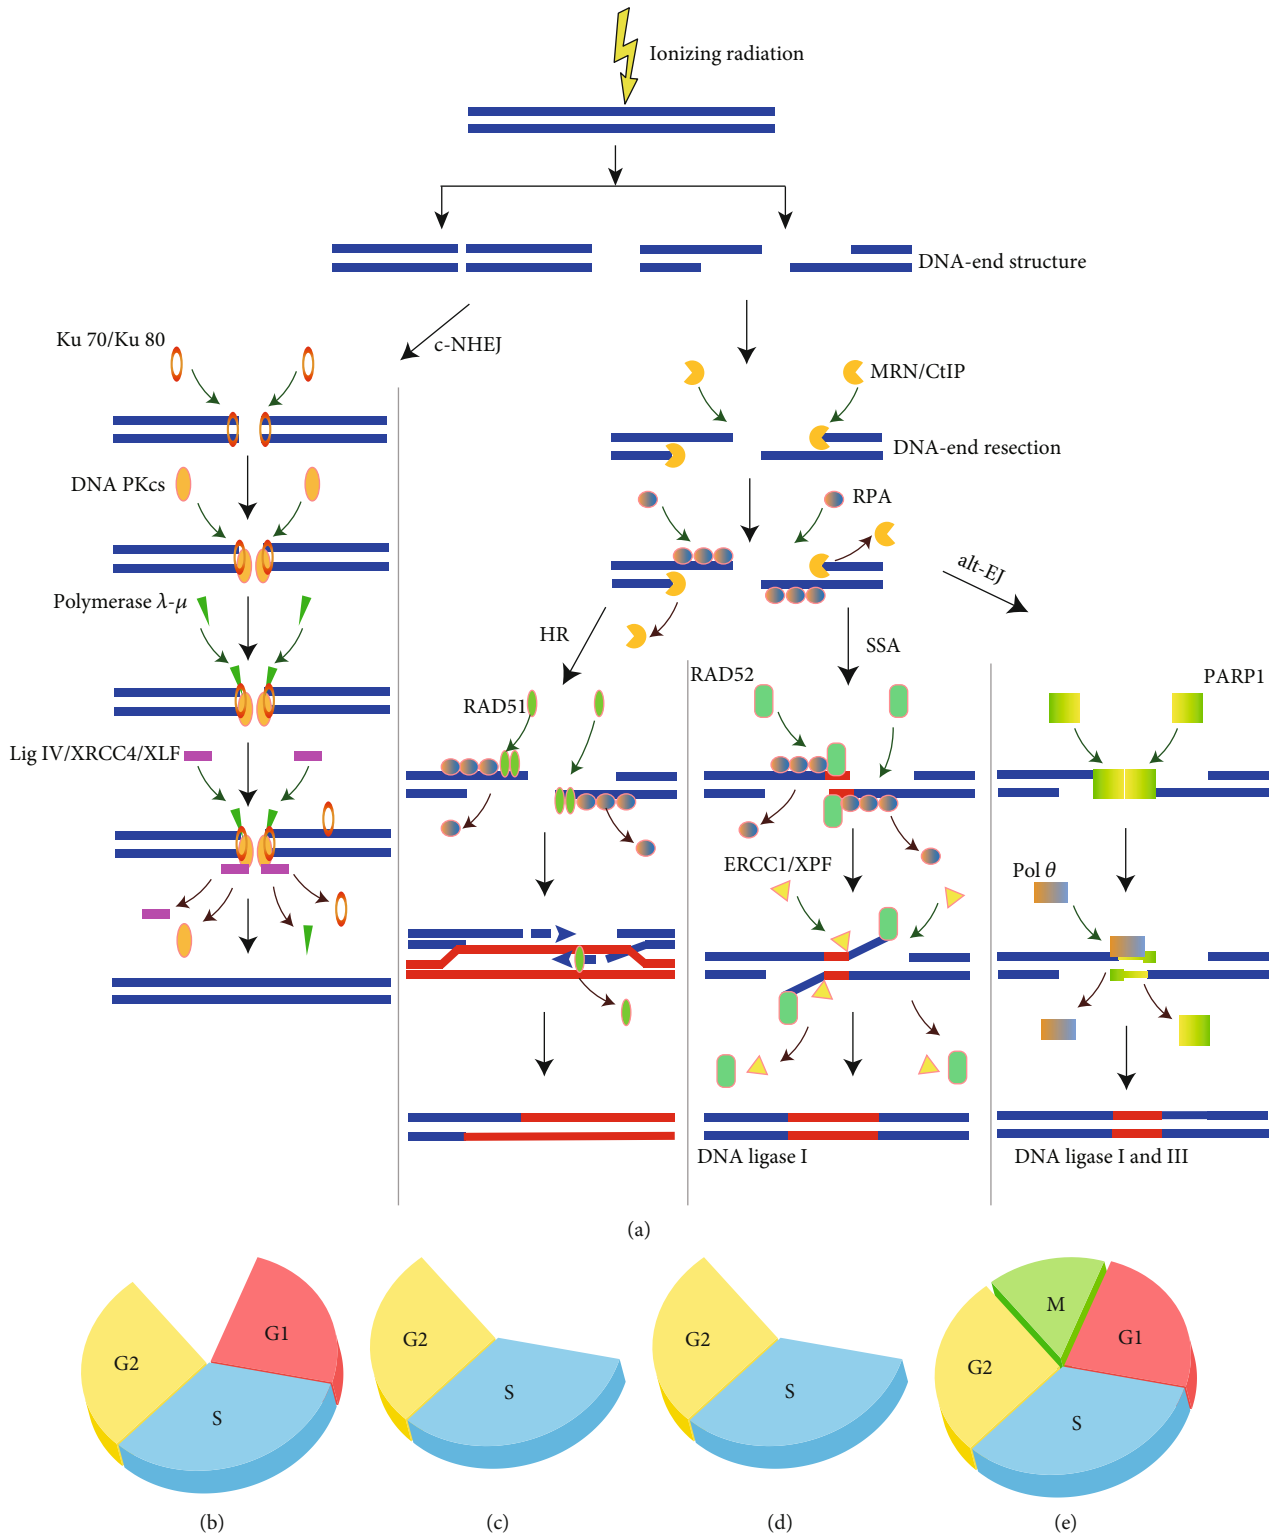 Ionizing radiation
DNA-end structure
c-NHEJ
Ku 70/Ku 80
MRN/CtIP
DNA-end resection
DNA PKcs
RPA
alt-EJ
Polymerase λ-μ
HR
SSA
RAD52
PARP1
RAD51
Lig IV/XRCC4/XLF
ERCC1/XPF
Pol θ
DNA ligase I
DNA ligase I and III
(a)
G2
G1
S
(b)
G2
S
(c)
G2
S
(d)
M
G2
G1
S
(e)